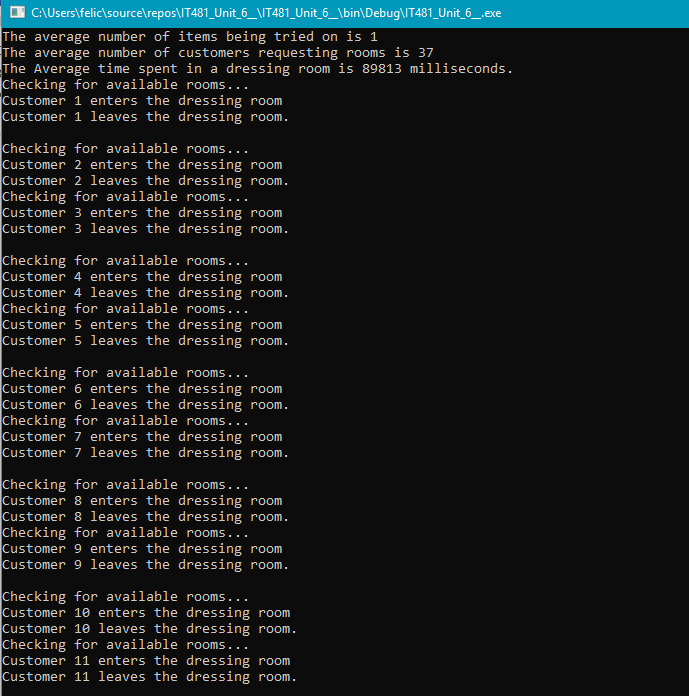 C:\Users\felic\source\repos\IT481_Unit_6__\IT481_Unit_6__\bin\Debug\IT481_Unit_6__.exe
The average number of items being tried on is 1
The average number of customers requesting rooms is 37
The Average time spent in a dressing room is 89813 milliseconds.
Checking for available rooms...
Customer 1 enters the dressing room
Customer 1 leaves the dressing room.
Checking for available rooms...
Customer 2 enters the dressing room
Customer 2 leaves the dressing room.
Checking for available rooms...
Customer 3 enters the dressing room
Customer 3 leaves the dressing room.
Checking for available rooms...
Customer 4 enters the dressing room
Customer 4 leaves the dressing room.
Checking for available rooms...
Customer 5 enters the dressing room
Customer 5 leaves the dressing room.
Checking for available rooms...
Customer 6 enters the dressing room
Customer 6 leaves the dressing room.
Checking for available rooms...
Customer 7 enters the dressing room
Customer 7 leaves the dressing room.
Checking for available rooms...
Customer 8 enters the dressing room
Customer 8 leaves the dressing room.
Checking for available rooms...
Customer 9 enters the dressing room
Customer 9 leaves the dressing room.
Checking for available rooms...
Customer 10 enters the dressing room
Customer 10 leaves the dressing room.
Checking for available rooms...
Customer 11 enters the dressing room
Customer 11 leaves the dressing room.